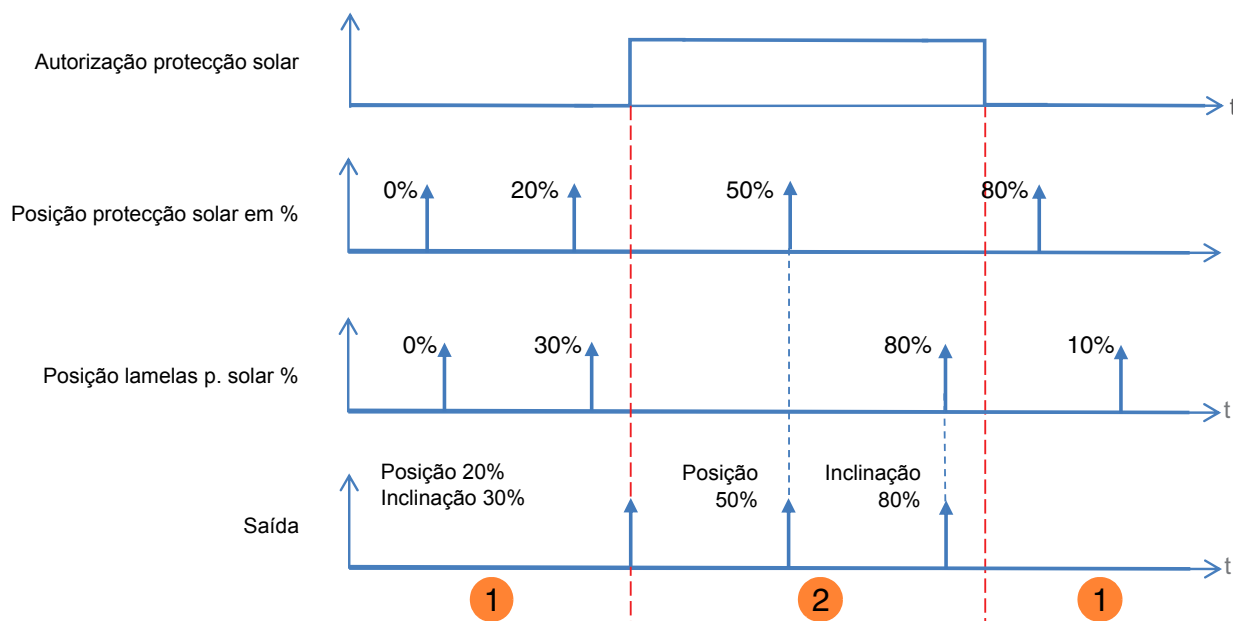 Autorização protecção solar
t
0%
20%
50%
80%
Posição protecção solar em %
0%
30%
80%
10%
Posição lamelas p. solar %
t
Posição 20%
Inclinação 30%
Posição
50%
Inclinação
80%
Saída
t
1
2
1